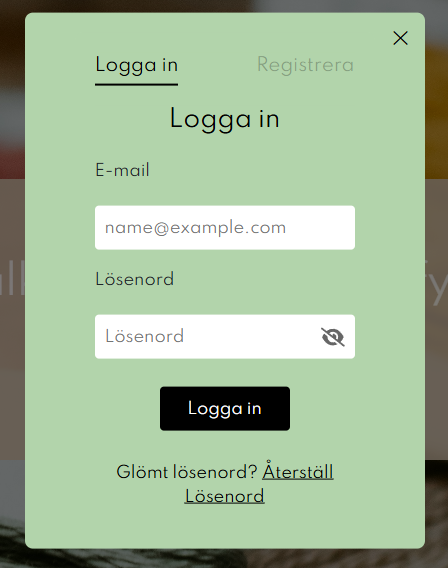 Logga in
Registrera
Logga in
E-mail
name@example.com
Lösenord
Lösenord
Logga in
Glömt lösenord? Återställ
Lösenord